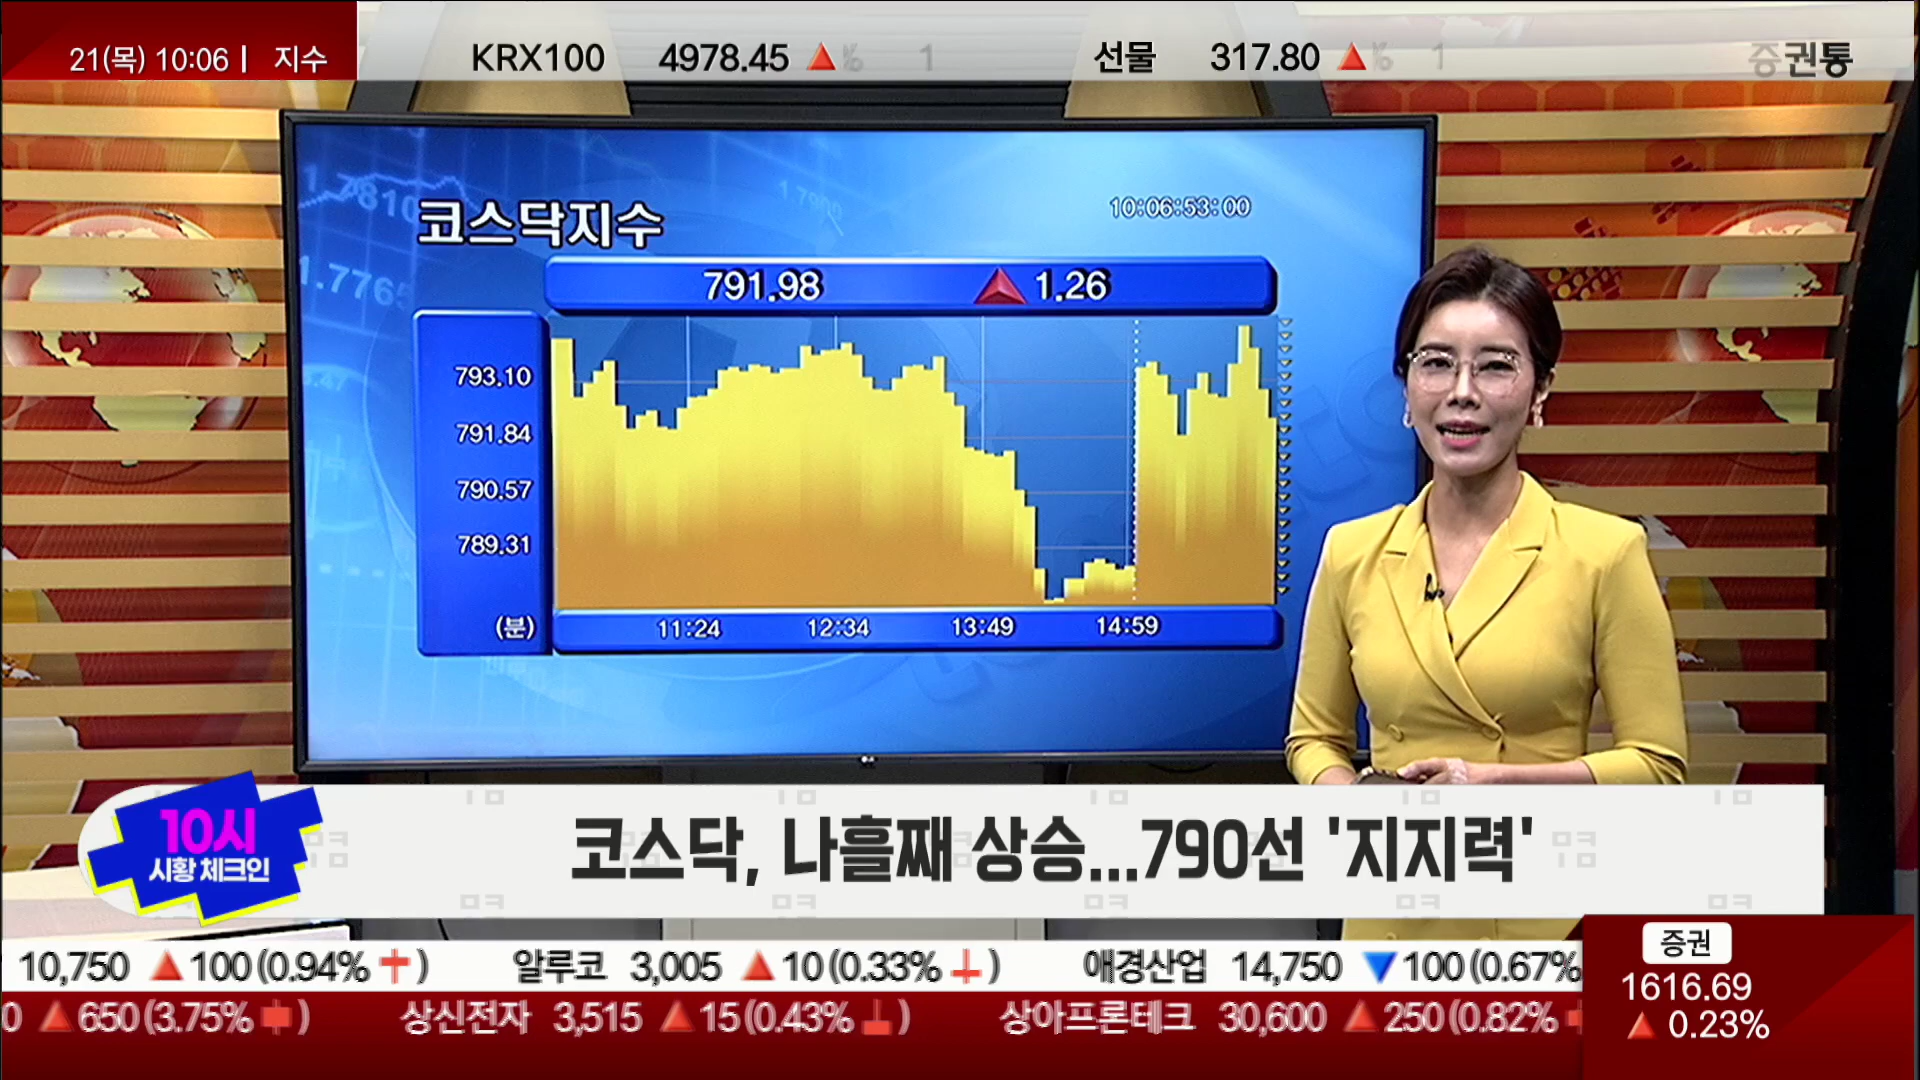 21(목) 10:06 | 지수
KRX100 4978.45 ▲ % 1
선물 317.80 ▲ % 1
증권통
코스닥지수
10:06:53:00
791.98 ▲ 1.26
793.10
791.84
790.57
789.31
(분) 11:24 12:34 13:49 14:59
10시
시황 체크인
코스닥, 나흘째 상승...790선 '지지력'
10,750 ▲100(0.94%) 알루코 3,005 ▲10(0.33%) 애경산업 14,750 ▼100(0.67%
0 ▲650(3.75%) 상신전자 3,515 ▲15(0.43%) 상아프론테크 30,600 ▲250(0.82%
증권
1616.69
▲ 0.23%